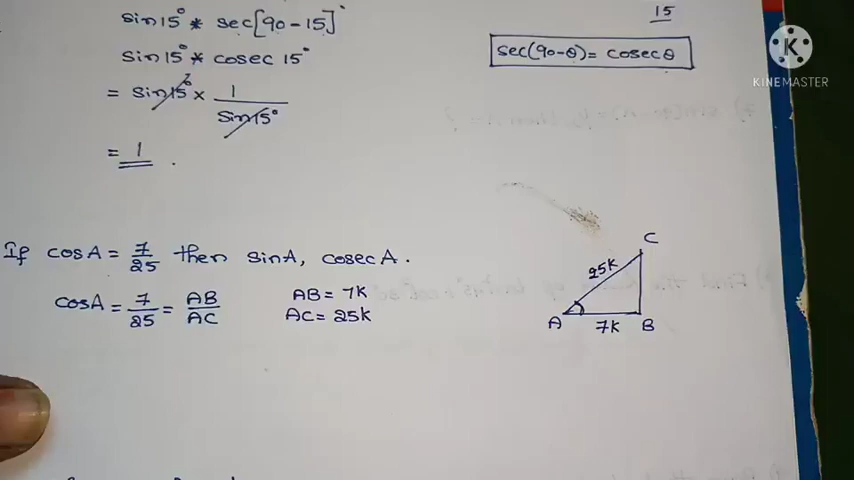 sin15° * sec[90-15]°
15
sin15° * cosec 15°
sec(90-θ)= cosecθ
= sin15° × 1/sin15°
= 1
If cosA = 7/25 then sinA, cosecA.
cosA = 7/25 = AB/AC
AB = 7K
AC = 25K
C
25K
A
7K
B
K
KINEMASTER